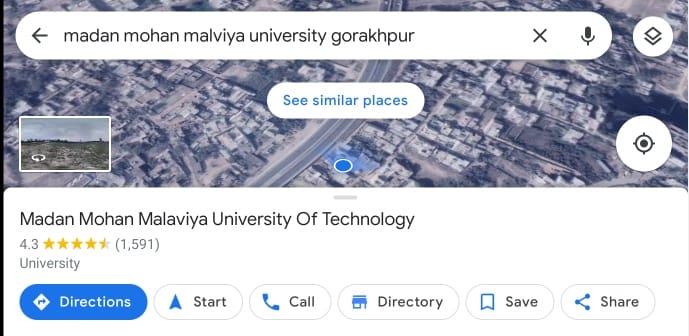 madan mohan malviya university gorakhpur
See similar places
Madan Mohan Malaviya University Of Technology
4.3 (1,591)
University
Directions Start Call Directory Save Share